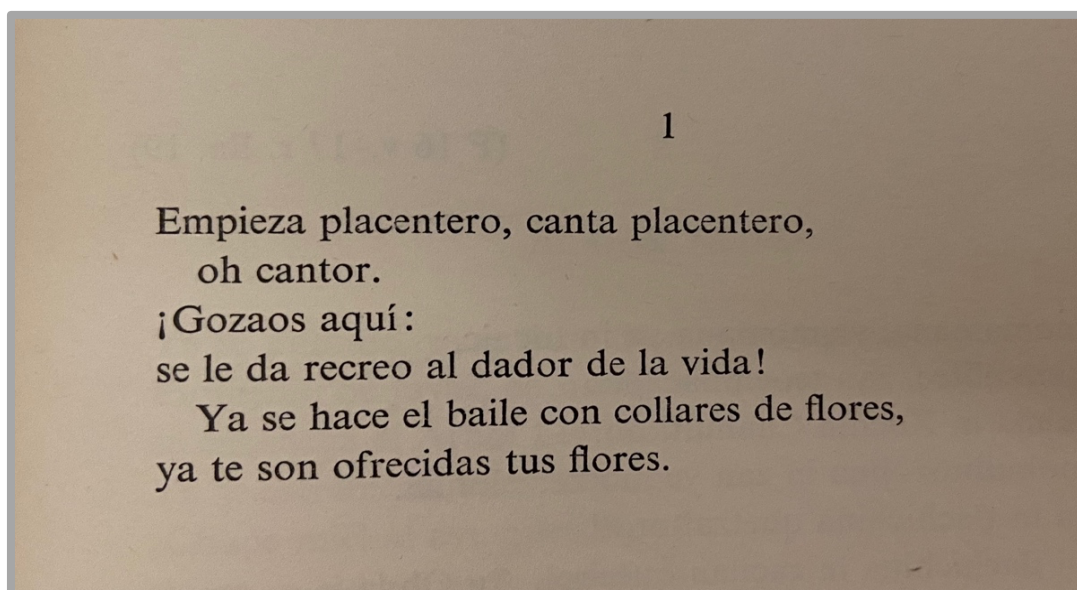 1
Empieza placentero, canta placentero,
oh cantor.
¡Gozaos aquí:
se le da recreo al dador de la vida!
Ya se hace el baile con collares de flores,
ya te son ofrecidas tus flores.